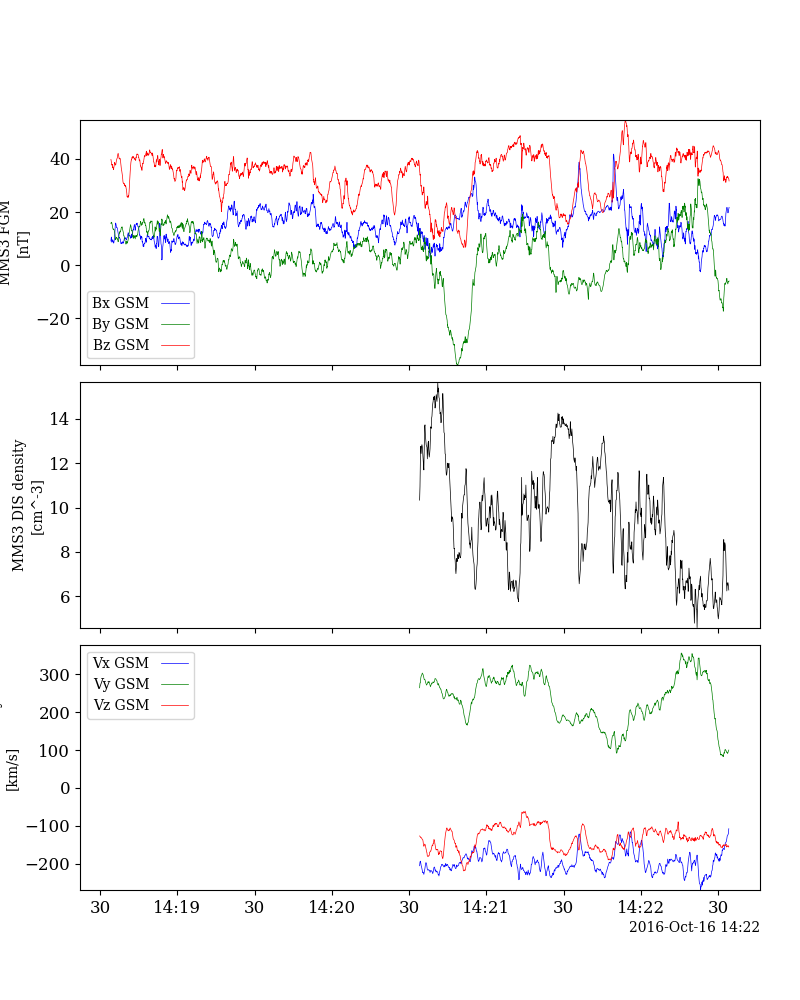 40
20
0
−20
MMS3 FGM
[nT]
Bx GSM
By GSM
Bz GSM
14
12
10
8
6
MMS3 DIS density
[cm^-3]
300
200
100
0
−100
−200
[km/s]
Vx GSM
Vy GSM
Vz GSM
30 14:19 30 14:20 30 14:21 30 14:22 30
2016-Oct-16 14:22